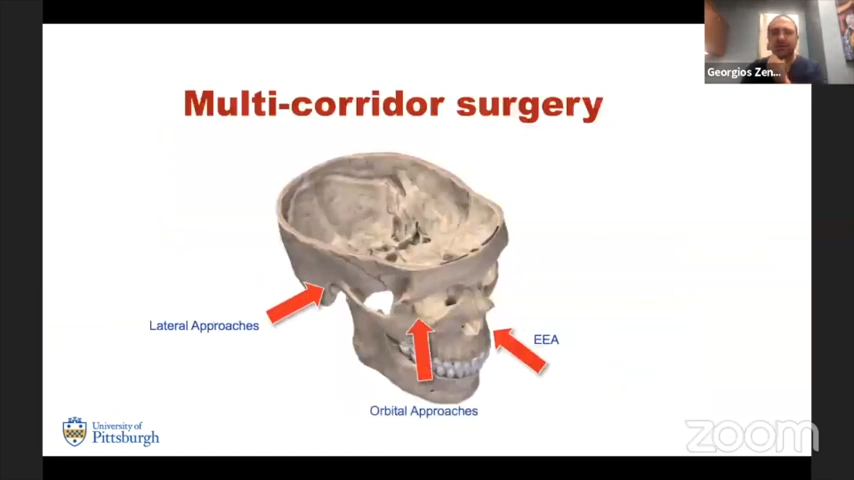 Georgios Zen...
Multi-corridor surgery
Lateral Approaches
EEA
Orbital Approaches
University of
Pittsburgh
zoom